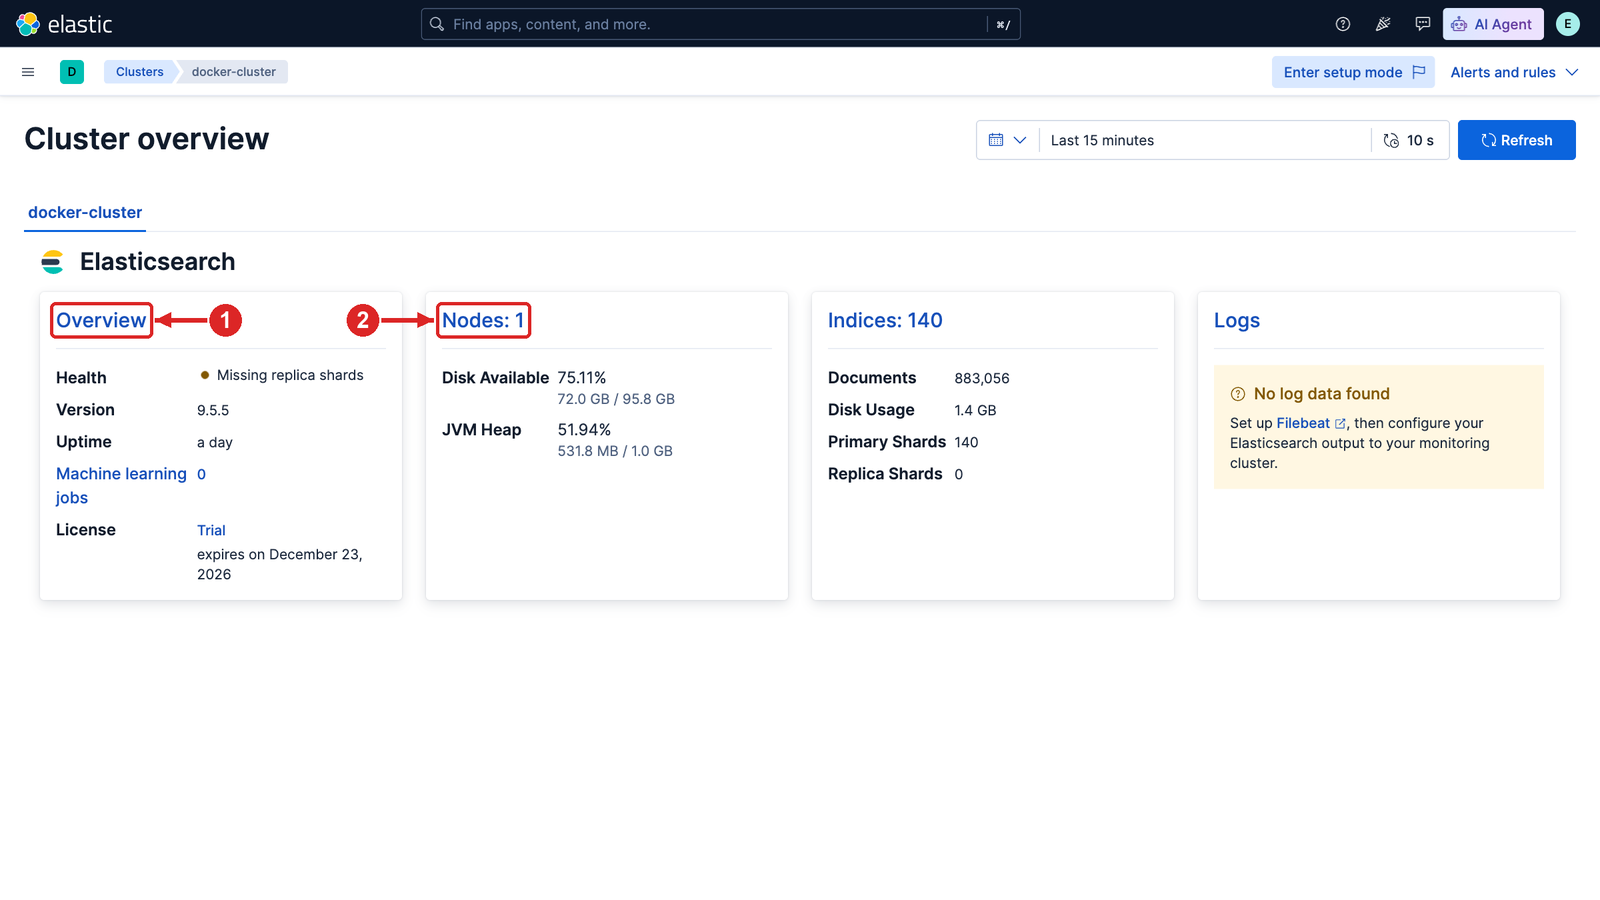 elastic
Find apps, content, and more.
⌘/
AI Agent
E
D
Clusters
docker-cluster
Enter setup mode
Alerts and rules
Cluster overview
Last 15 minutes
10 s
Refresh
docker-cluster
Elasticsearch
Overview
1
Health
Missing replica shards
Version
9.5.5
Uptime
a day
Machine learning
jobs
0
License
Trial
expires on December 23,
2026
2
Nodes: 1
Disk Available
75.11%
72.0 GB / 95.8 GB
JVM Heap
51.94%
531.8 MB / 1.0 GB
Indices: 140
Documents
883,056
Disk Usage
1.4 GB
Primary Shards
140
Replica Shards
0
Logs
No log data found
Set up Filebeat, then configure your
Elasticsearch output to your monitoring
cluster.